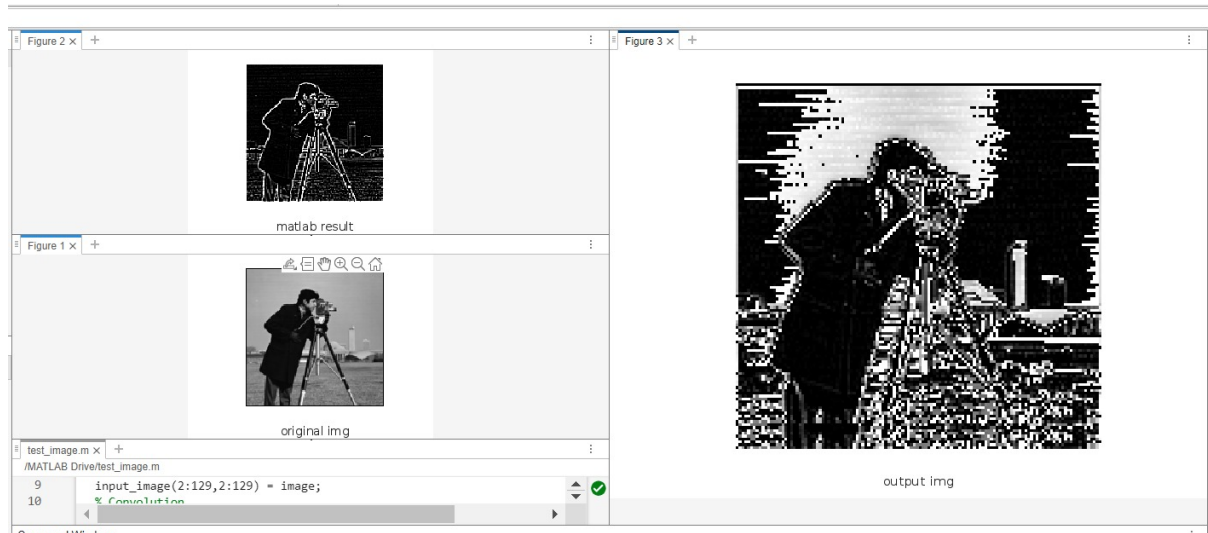 Figure 2 ×
matlab result
Figure 1 ×
original img
test_image.m ×
/MATLAB Drive/test_image.m
9 input_image(2:129,2:129) = image;
10 % Convolution
Figure 3 ×
output img